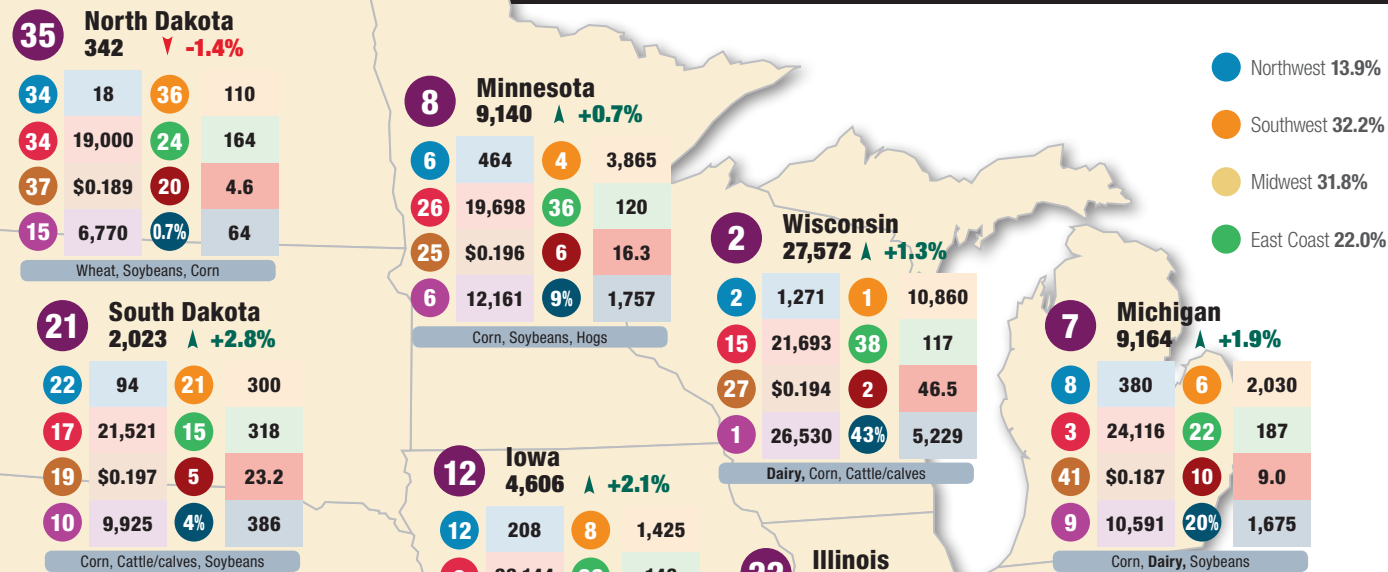 35 North Dakota
342 -1.4%
34 18 36 110
34 19,000 24 164
37 $0.189 20 4.6
15 6,770 0.7% 64
Wheat, Soybeans, Corn
21 South Dakota
2,023 +2.8%
22 94 21 300
17 21,521 15 318
19 $0.197 5 23.2
10 9,925 4% 386
Corn, Cattle/calves, Soybeans
8 Minnesota
9,140 +0.7%
6 464 4 3,865
26 19,698 36 120
25 $0.196 6 16.3
6 12,161 9% 1,757
Corn, Soybeans, Hogs
12 Iowa
4,606 +2.1%
12 208 8 1,425
2 Wisconsin
27,572 +1.3%
2 1,271 1 10,860
15 21,693 38 117
27 $0.194 2 46.5
1 26,530 43% 5,229
Dairy, Corn, Cattle/calves
Illinois
7 Michigan
9,164 +1.9%
8 380 6 2,030
3 24,116 22 187
41 $0.187 10 9.0
9 10,591 20% 1,675
Corn, Dairy, Soybeans
Northwest 13.9%
Southwest 32.2%
Midwest 31.8%
East Coast 22.0%